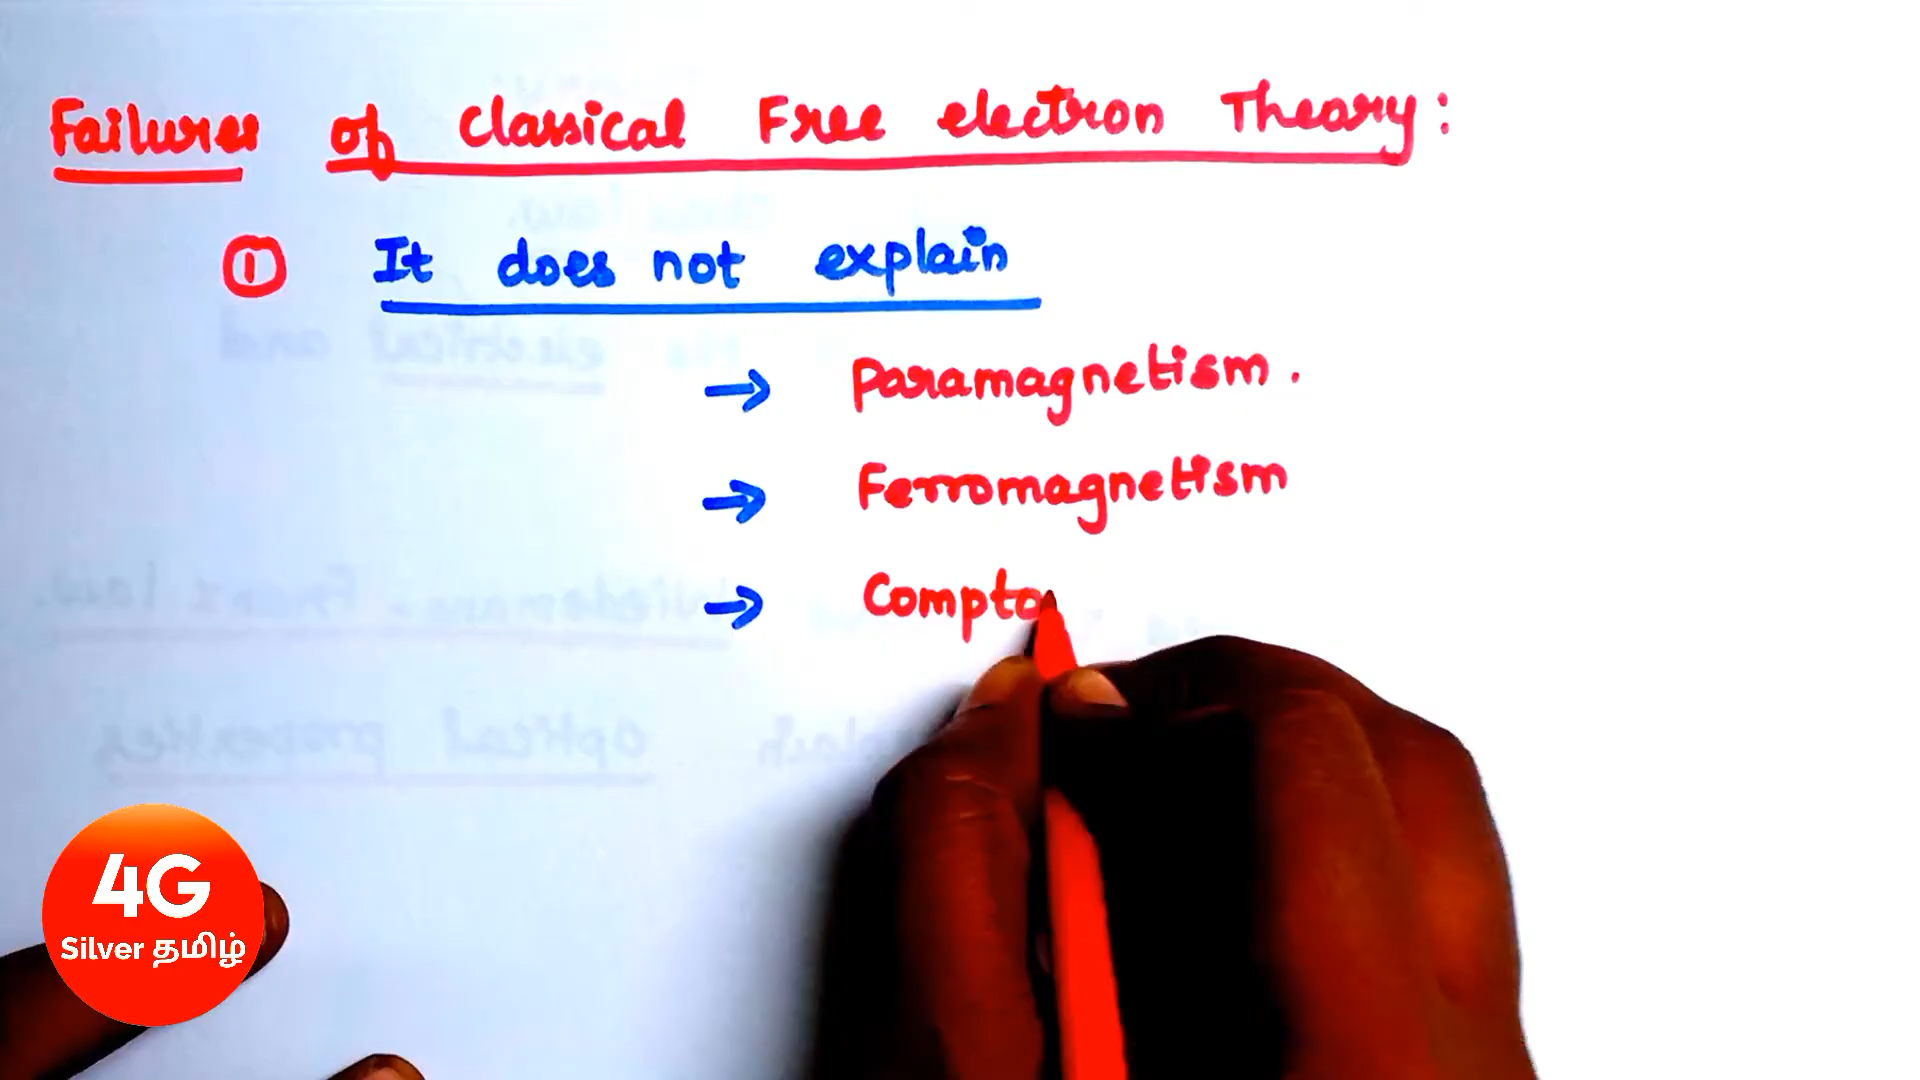 Failures of Classical Free electron Theory:
① It does not explain
→ Paramagnetism.
→ Ferromagnetism
→ Compto
4G
Silver தமிழ்